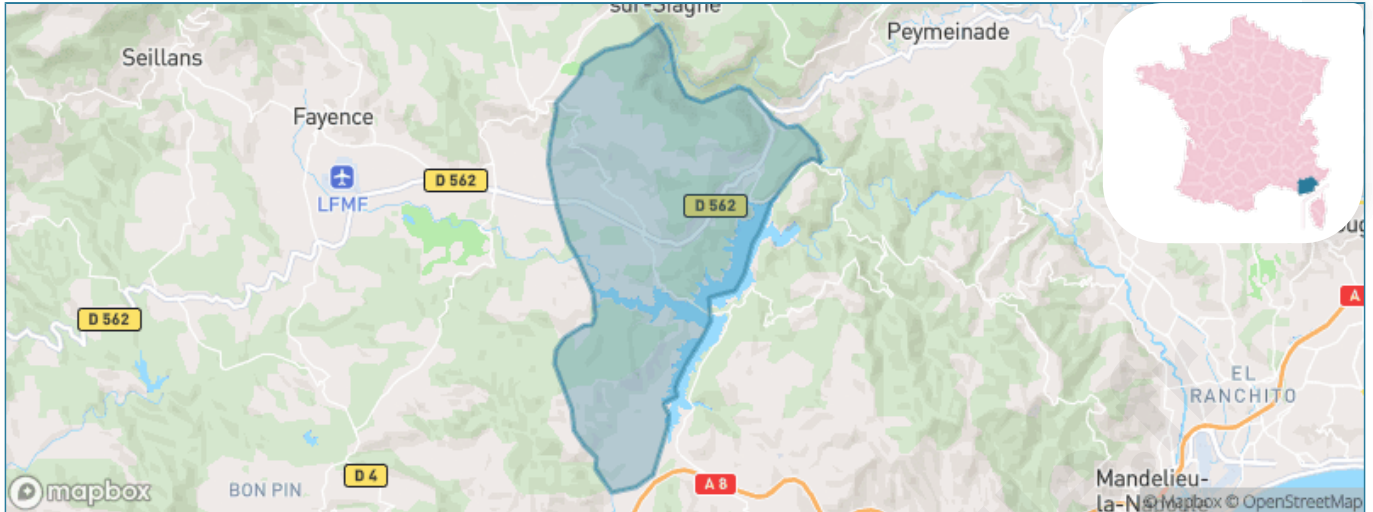 sur-Siagne
Peymeinade
Seillans
Fayence
D 562
LFMF
D 562
D 562
A
EL
RANCHITO
D 4
A 8
BON PIN
Mandelieu-
la-Napoule
mapbox
© Mapbox © OpenStreetMap